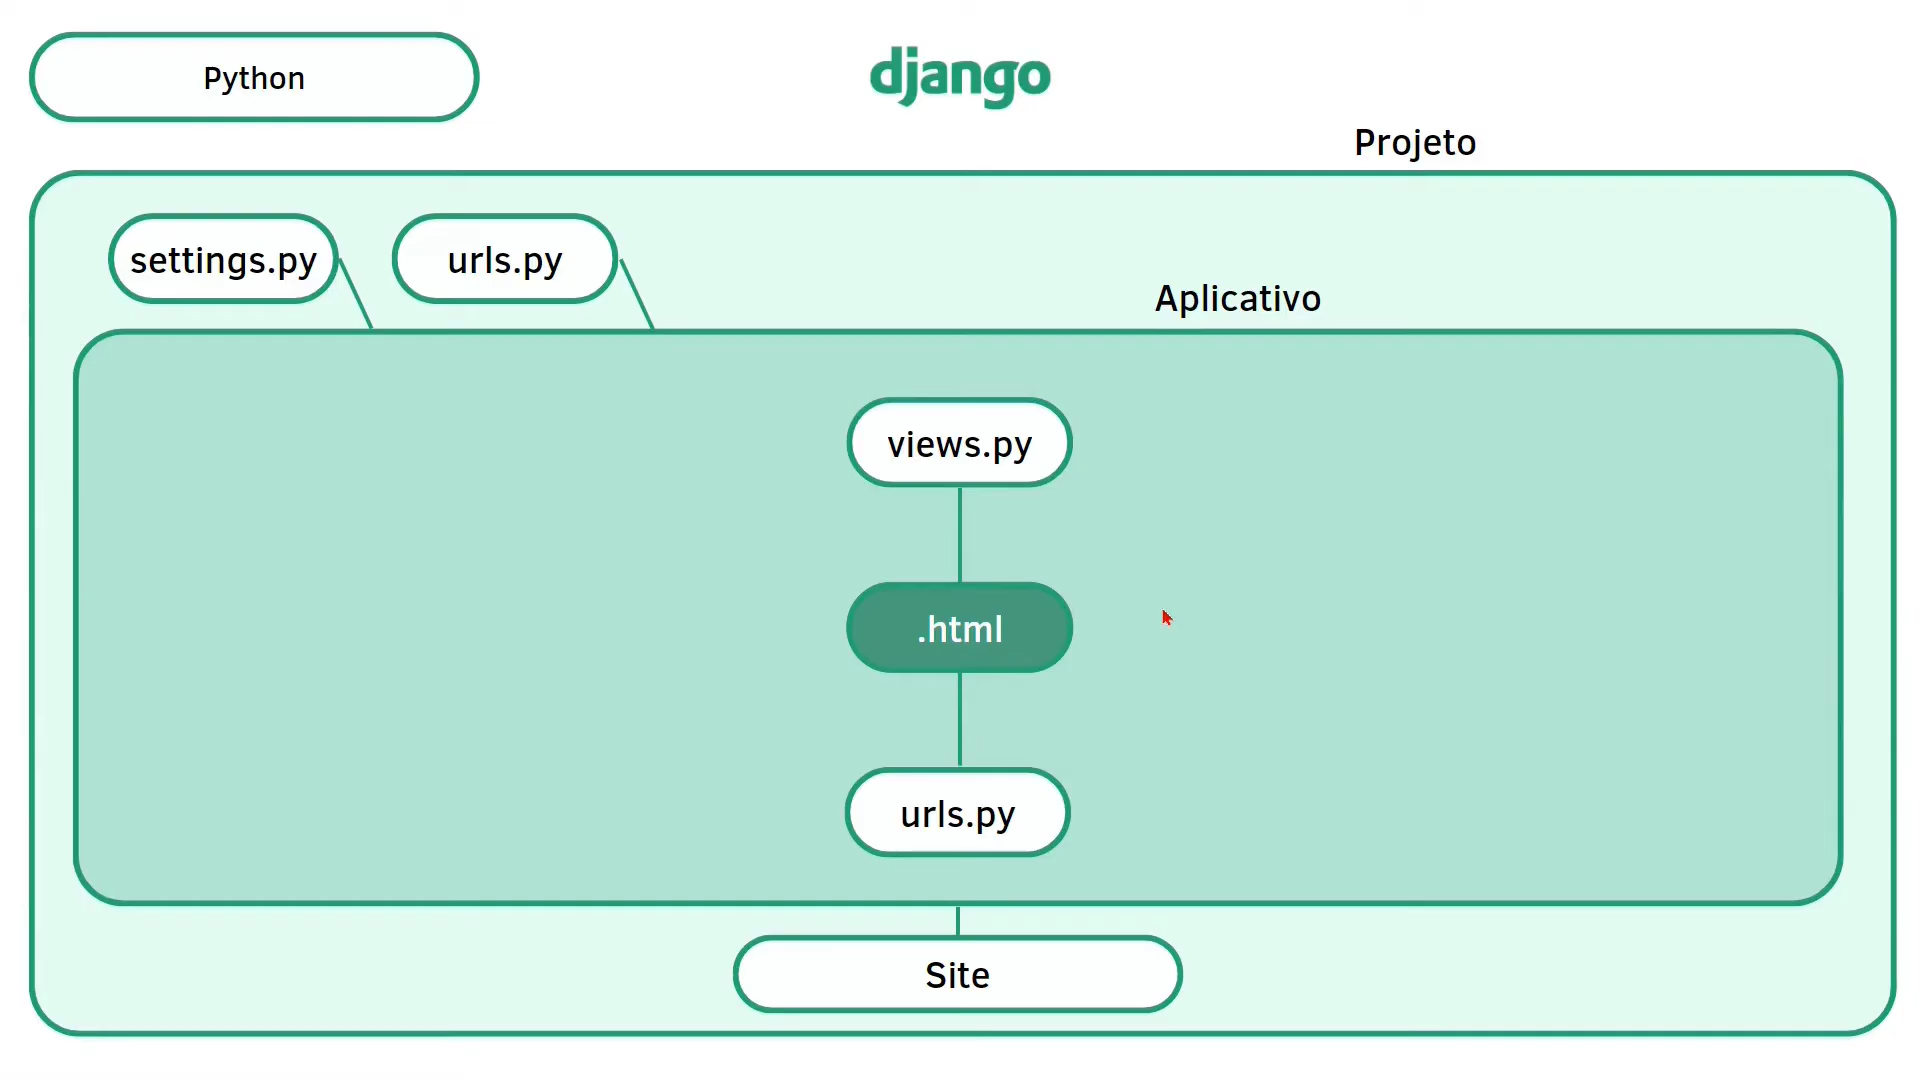 Python
django
Projeto
settings.py
urls.py
Aplicativo
views.py
.html
urls.py
Site